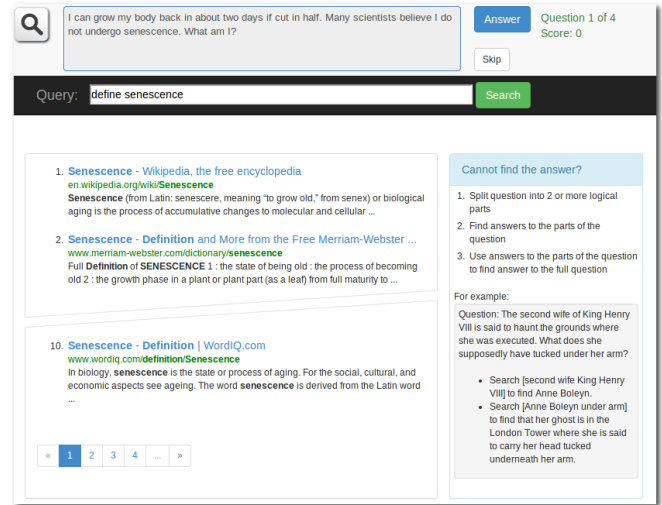 I can grow my body back in about two days if cut in half. Many scientists believe I do
not undergo senescence. What am I?
Answer
Question 1 of 4
Score: 0
Skip
Query:
define senescence
Search
1. Senescence - Wikipedia, the free encyclopedia
en.wikipedia.org/wiki/Senescence
Senescence (from Latin: senescere, meaning "to grow old," from senex) or biological
aging is the process of accumulative changes to molecular and cellular ...
2. Senescence - Definition and More from the Free Merriam-Webster ...
www.merriam-webster.com/dictionary/senescence
Full Definition of SENESCENCE 1 : the state of being old : the process of becoming
old 2 : the growth phase in a plant or plant part (as a leaf) from full maturity to ...
10. Senescence - Definition | WordIQ.com
www.wordiq.com/definition/Senescence
In biology, senescence is the state or process of aging. For the social, cultural, and
economic aspects see ageing. The word senescence is derived from the Latin word
...
« 1 2 3 4 ... »
Cannot find the answer?
1. Split question into 2 or more logical
parts
2. Find answers to the parts of the
question
3. Use answers to the parts of the question
to find answer to the full question
For example:
Question: The second wife of King Henry
VIII is said to haunt the grounds where
she was executed. What does she
supposedly have tucked under her arm?
• Search [second wife King Henry
VIII] to find Anne Boleyn.
• Search [Anne Boleyn under arm]
to find that her ghost is in the
London Tower where she is said
to carry her head tucked
underneath her arm.